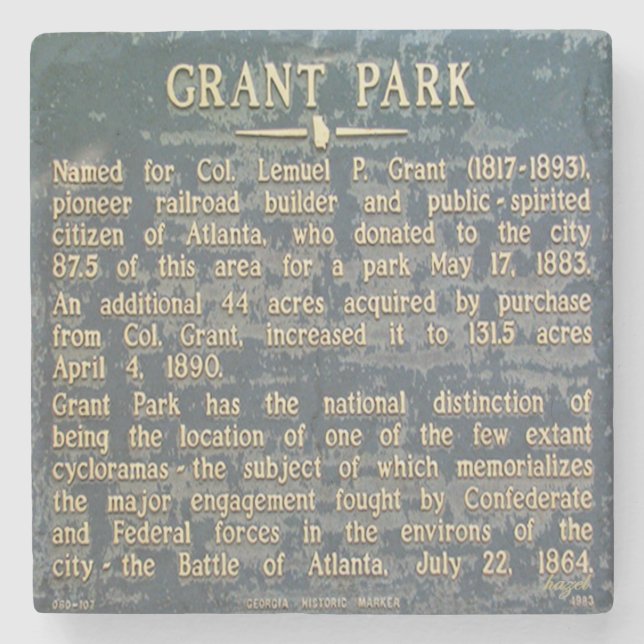 GRANT PARK
Named for Col. Lemuel P. Grant (1817-1893),
pioneer railroad builder and public-spirited
citizen of Atlanta, who donated to the city
87.5 of this area for a park May 17, 1883.
An additional 44 acres acquired by purchase
from Col. Grant, increased it to 131.5 acres
April 4, 1890.
Grant Park has the national distinction of
being the location of one of the few extant
cycloramas - the subject of which memorializes
the major engagement fought by Confederate
and Federal forces in the environs of the
city - the Battle of Atlanta, July 22, 1864.
hazel
060-107 GEORGIA HISTORIC MARKER 1983